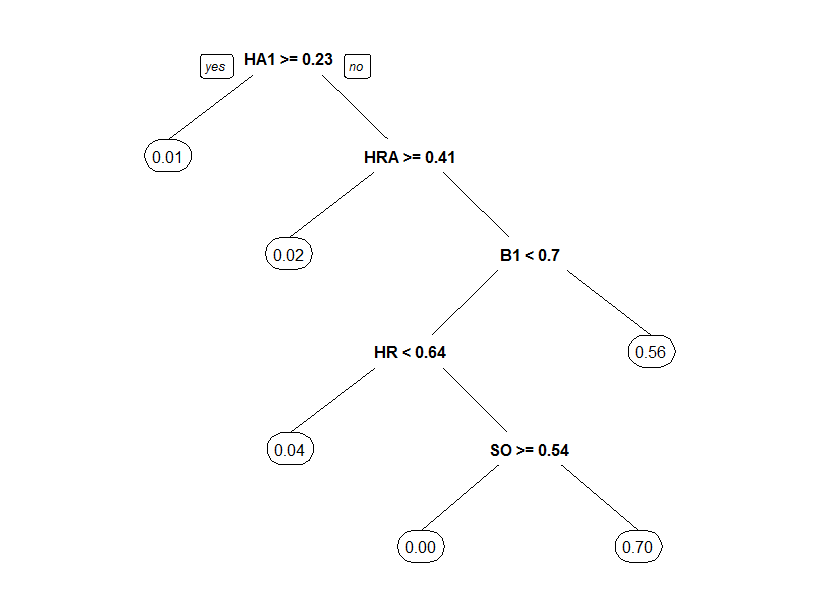 yes HA1 >= 0.23 no
0.01 HRA >= 0.41
0.02 B1 < 0.7
HR < 0.64 0.56
0.04 SO >= 0.54
0.00 0.70